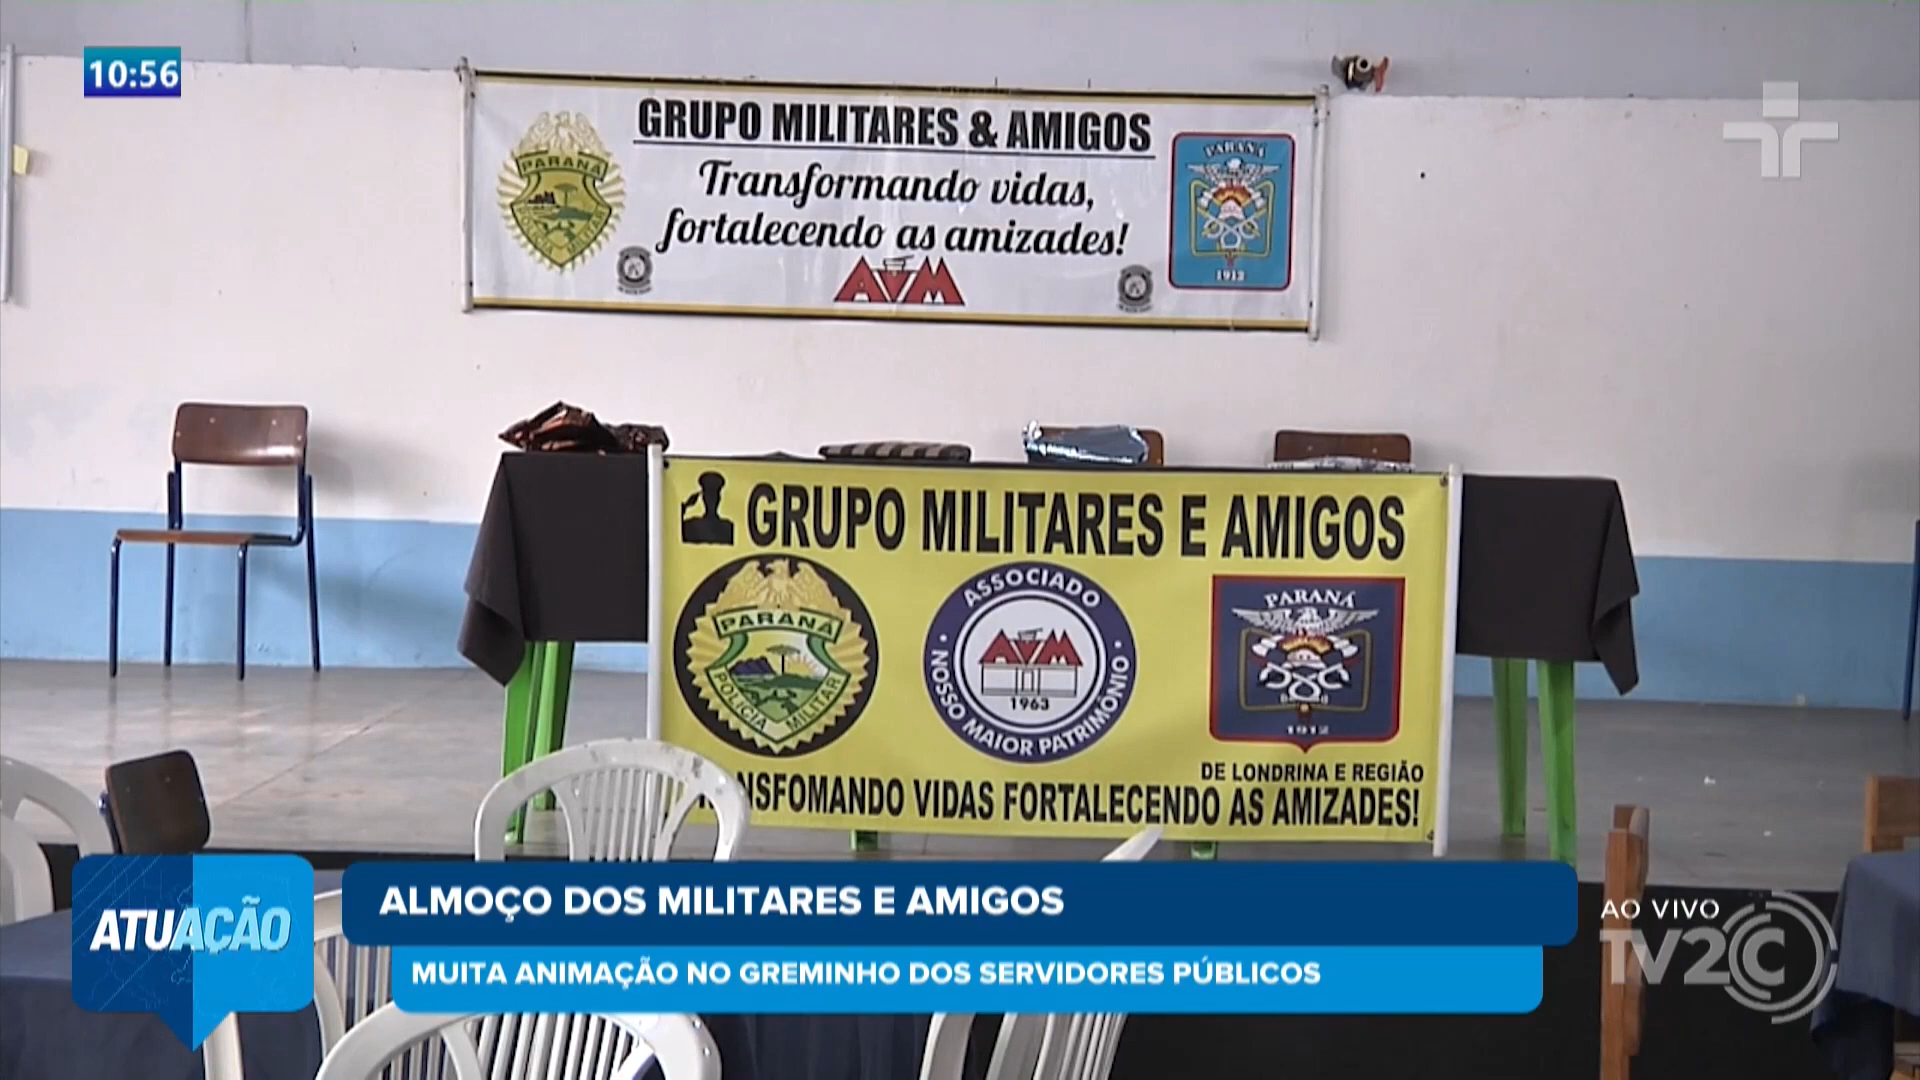 10:56
GRUPO MILITARES & AMIGOS
Transformando vidas,
fortalecendo as amizades!
PARANÁ
POLÍCIA MILITAR
AVM
PARANÁ
1912
GRUPO MILITARES E AMIGOS
PARANÁ
POLÍCIA MILITAR
ASSOCIADO
AVM
1963
NOSSO MAIOR PATRIMÔNIO
PARANÁ
1912
DE LONDRINA E REGIÃO
NSFOMANDO VIDAS FORTALECENDO AS AMIZADES!
ATUAÇÃO
ALMOÇO DOS MILITARES E AMIGOS
MUITA ANIMAÇÃO NO GREMINHO DOS SERVIDORES PÚBLICOS
AO VIVO
TV2C